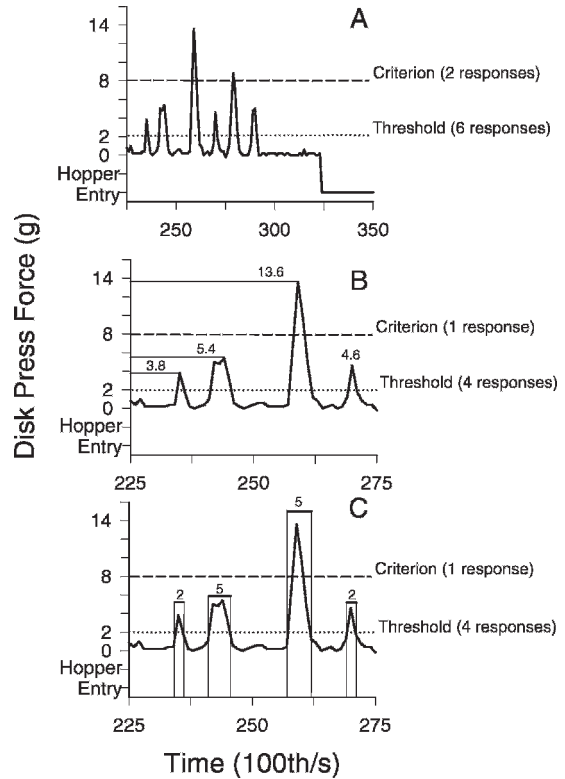 A
14
8
2
0
Hopper
Entry
Criterion (2 responses)
Threshold (6 responses)
250
300
350
Disk Press Force (g)
B
14
8
2
0
Hopper
Entry
13.6
5.4
3.8
4.6
Criterion (1 response)
Threshold (4 responses)
225
250
275
C
14
8
2
0
Hopper
Entry
5
2
5
2
Criterion (1 response)
Threshold (4 responses)
225
250
275
Time (100th/s)